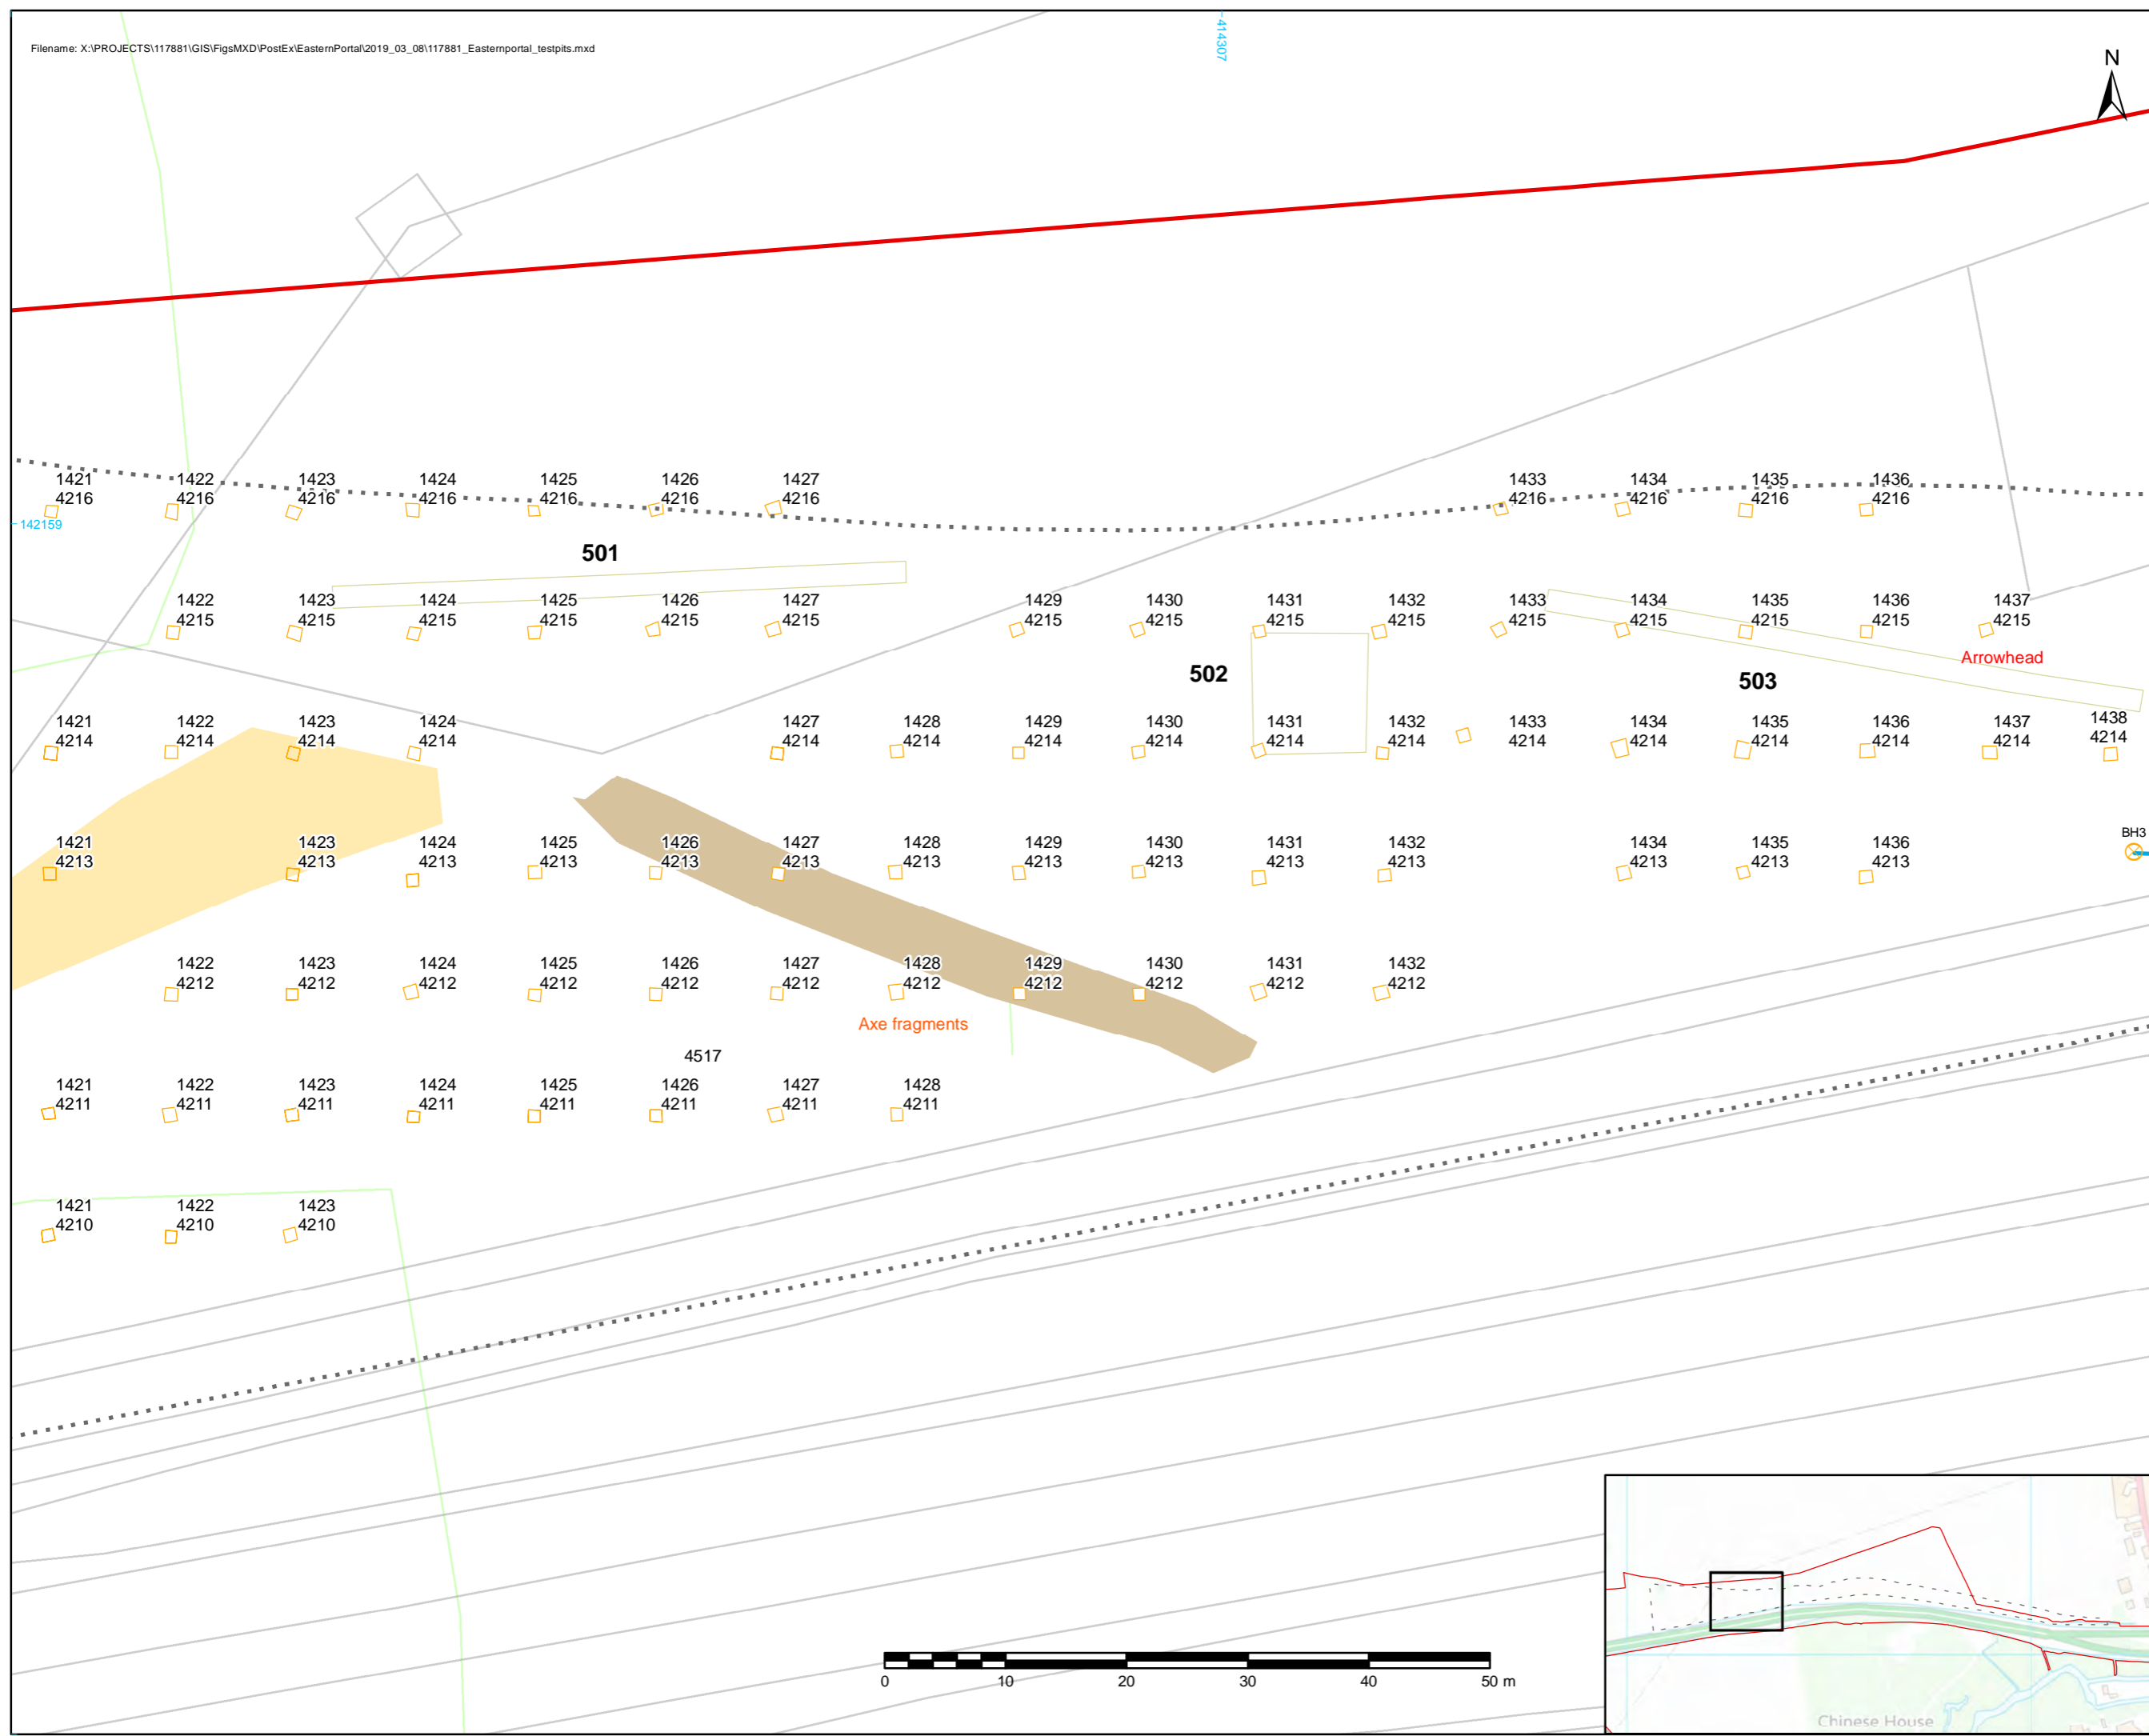 Filename: X:\PROJECTS\117881\GIS\FigsMXD\PostEx\EasternPortal\2019_03_08\117881_Easternportal_testpits.mxd
414307
N
1421 1422 1423 1424 1425 1426 1427 1433 1434 1435 1436
4216 4216 4216 4216 4216 4216 4216 4216 4216 4216 4216
142159
501
1422 1423 1424 1425 1426 1427 1429 1430 1431 1432 1433 1434 1435 1436 1437
4215 4215 4215 4215 4215 4215 4215 4215 4215 4215 4215 4215 4215 4215 4215
Arrowhead
502
503
1421 1422 1423 1424 1427 1428 1429 1430 1431 1432 1433 1434 1435 1436 1437 1438
4214 4214 4214 4214 4214 4214 4214 4214 4214 4214 4214 4214 4214 4214 4214 4214
BH3
1421 1423 1424 1425 1426 1427 1428 1429 1430 1431 1432 1434 1435 1436
4213 4213 4213 4213 4213 4213 4213 4213 4213 4213 4213 4213 4213 4213
1422 1423 1424 1425 1426 1427 1428 1429 1430 1431 1432
4212 4212 4212 4212 4212 4212 4212 4212 4212 4212 4212
Axe fragments
4517
1421 1422 1423 1424 1425 1426 1427 1428
4211 4211 4211 4211 4211 4211 4211 4211
1421 1422 1423
4210 4210 4210
0 10 20 30 40 50 m
Chinese House